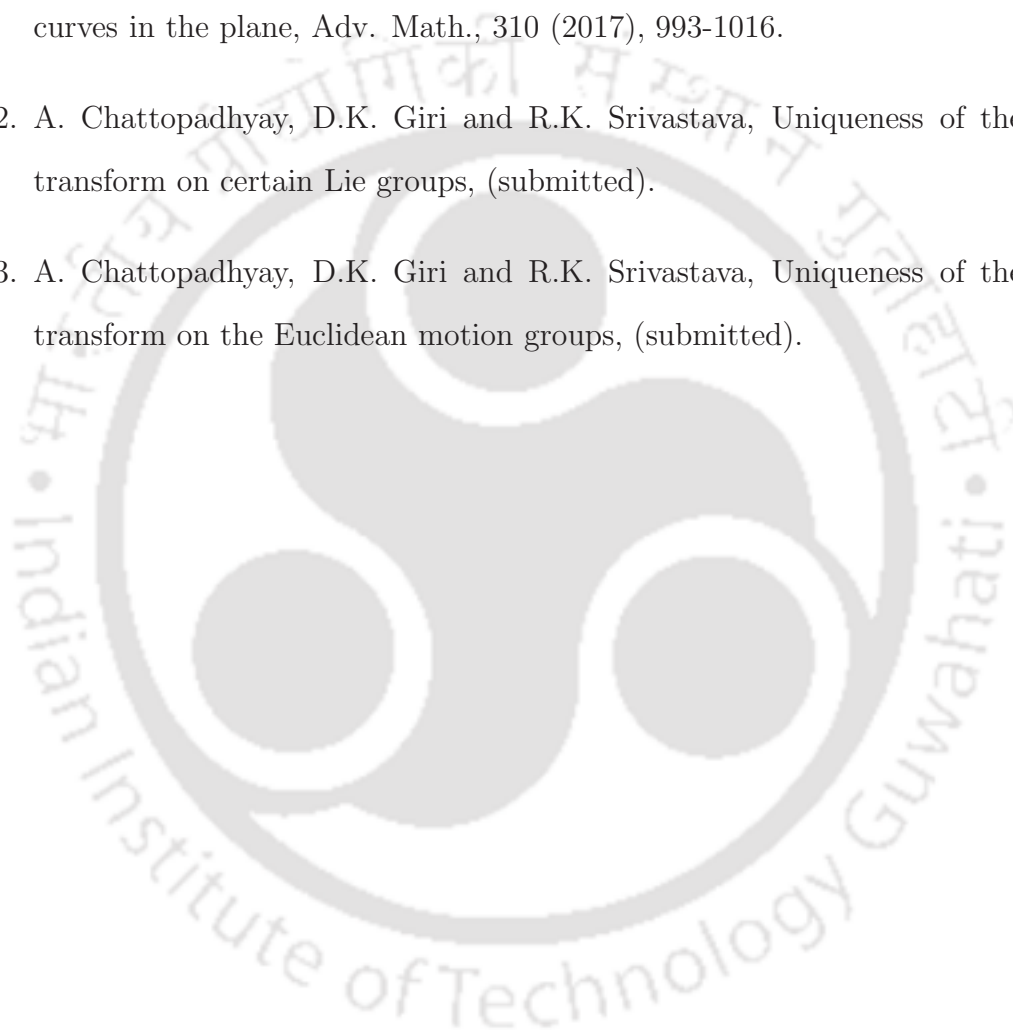 curves in the plane, Adv. Math., 310 (2017), 993-1016.
2. A. Chattopadhyay, D.K. Giri and R.K. Srivastava, Uniqueness of the
transform on certain Lie groups, (submitted).
3. A. Chattopadhyay, D.K. Giri and R.K. Srivastava, Uniqueness of the
transform on the Euclidean motion groups, (submitted).
Indian Institute of Technology Guwahati